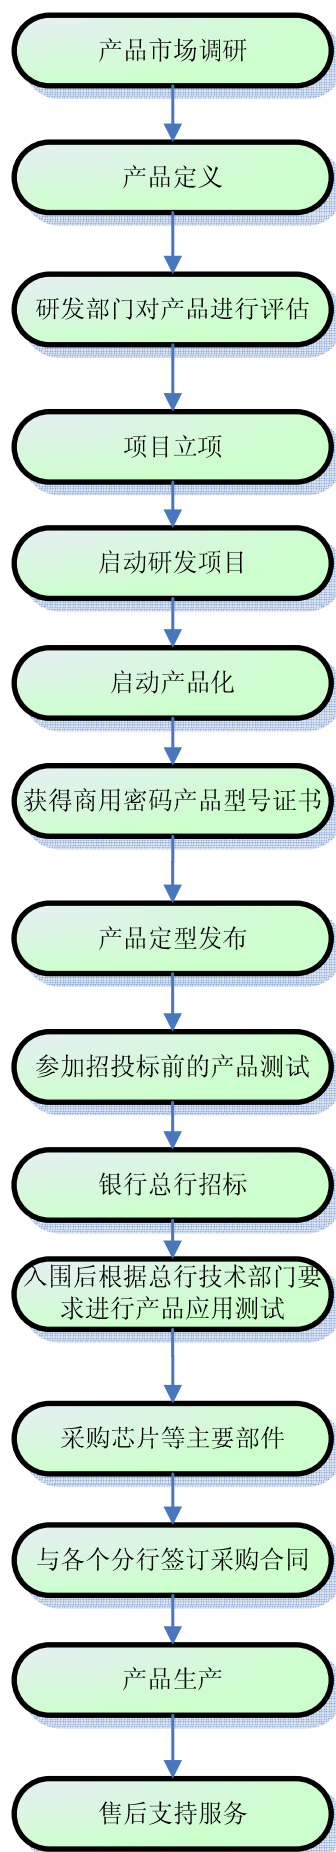 产品市场调研
产品定义
研发部门对产品进行评估
项目立项
启动研发项目
启动产品化
获得商用密码产品型号证书
产品定型发布
参加招投标前的产品测试
银行总行招标
入围后根据总行技术部门要
求进行产品应用测试
采购芯片等主要部件
与各个分行签订采购合同
产品生产
售后支持服务